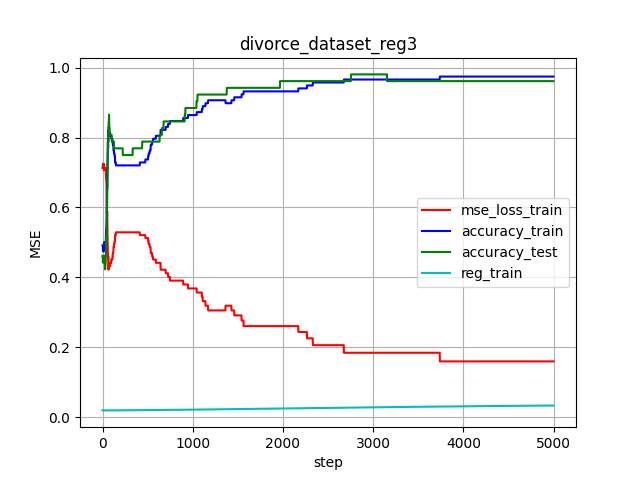 divorce_dataset_reg3
1.0
0.8
0.6
0.4
0.2
0.0
MSE
mse_loss_train
accuracy_train
accuracy_test
reg_train
0
1000
2000
3000
4000
5000
step